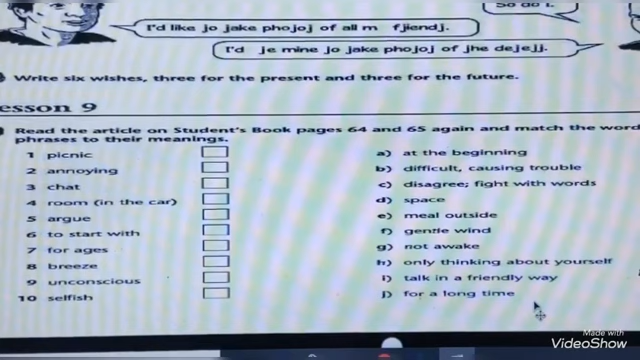 So do I.
I'd like jo jake phojoj of all m fjiendj.
I'd je mine jo jake phojoj of jhe dejejj.
Write six wishes, three for the present and three for the future.
esson 9
Read the article on Student's Book pages 64 and 65 again and match the word
phrases to their meanings.
1 picnic
2 annoying
3 chat
4 room (in the car)
5 argue
6 to start with
7 for ages
8 breeze
9 unconscious
10 selfish
a) at the beginning
b) difficult, causing trouble
c) disagree; fight with words
d) space
e) meal outside
f) gentle wind
g) not awake
h) only thinking about yourself
i) talk in a friendly way
j) for a long time
Made with
VideoShow